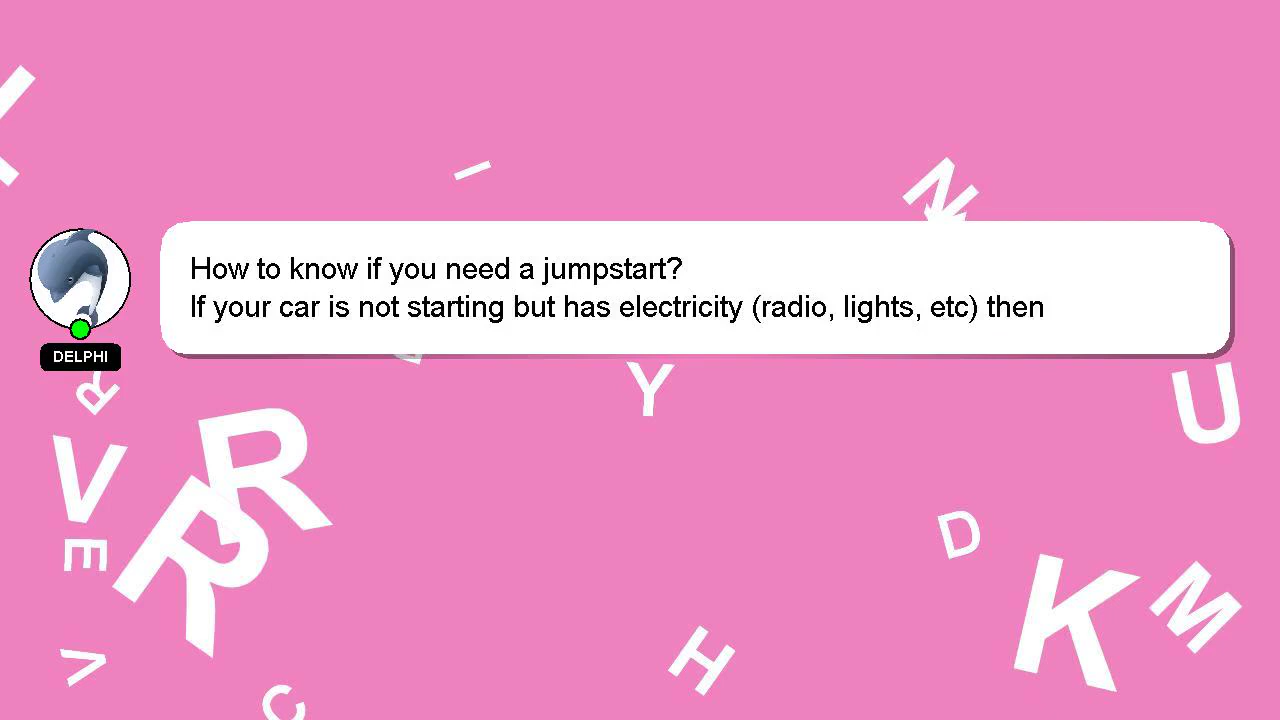 I
N
How to know if you need a jumpstart?
If your car is not starting but has electricity (radio, lights, etc) then
DELPHI
R
Y
U
V
R
R
E
D
K
M
V
H
C